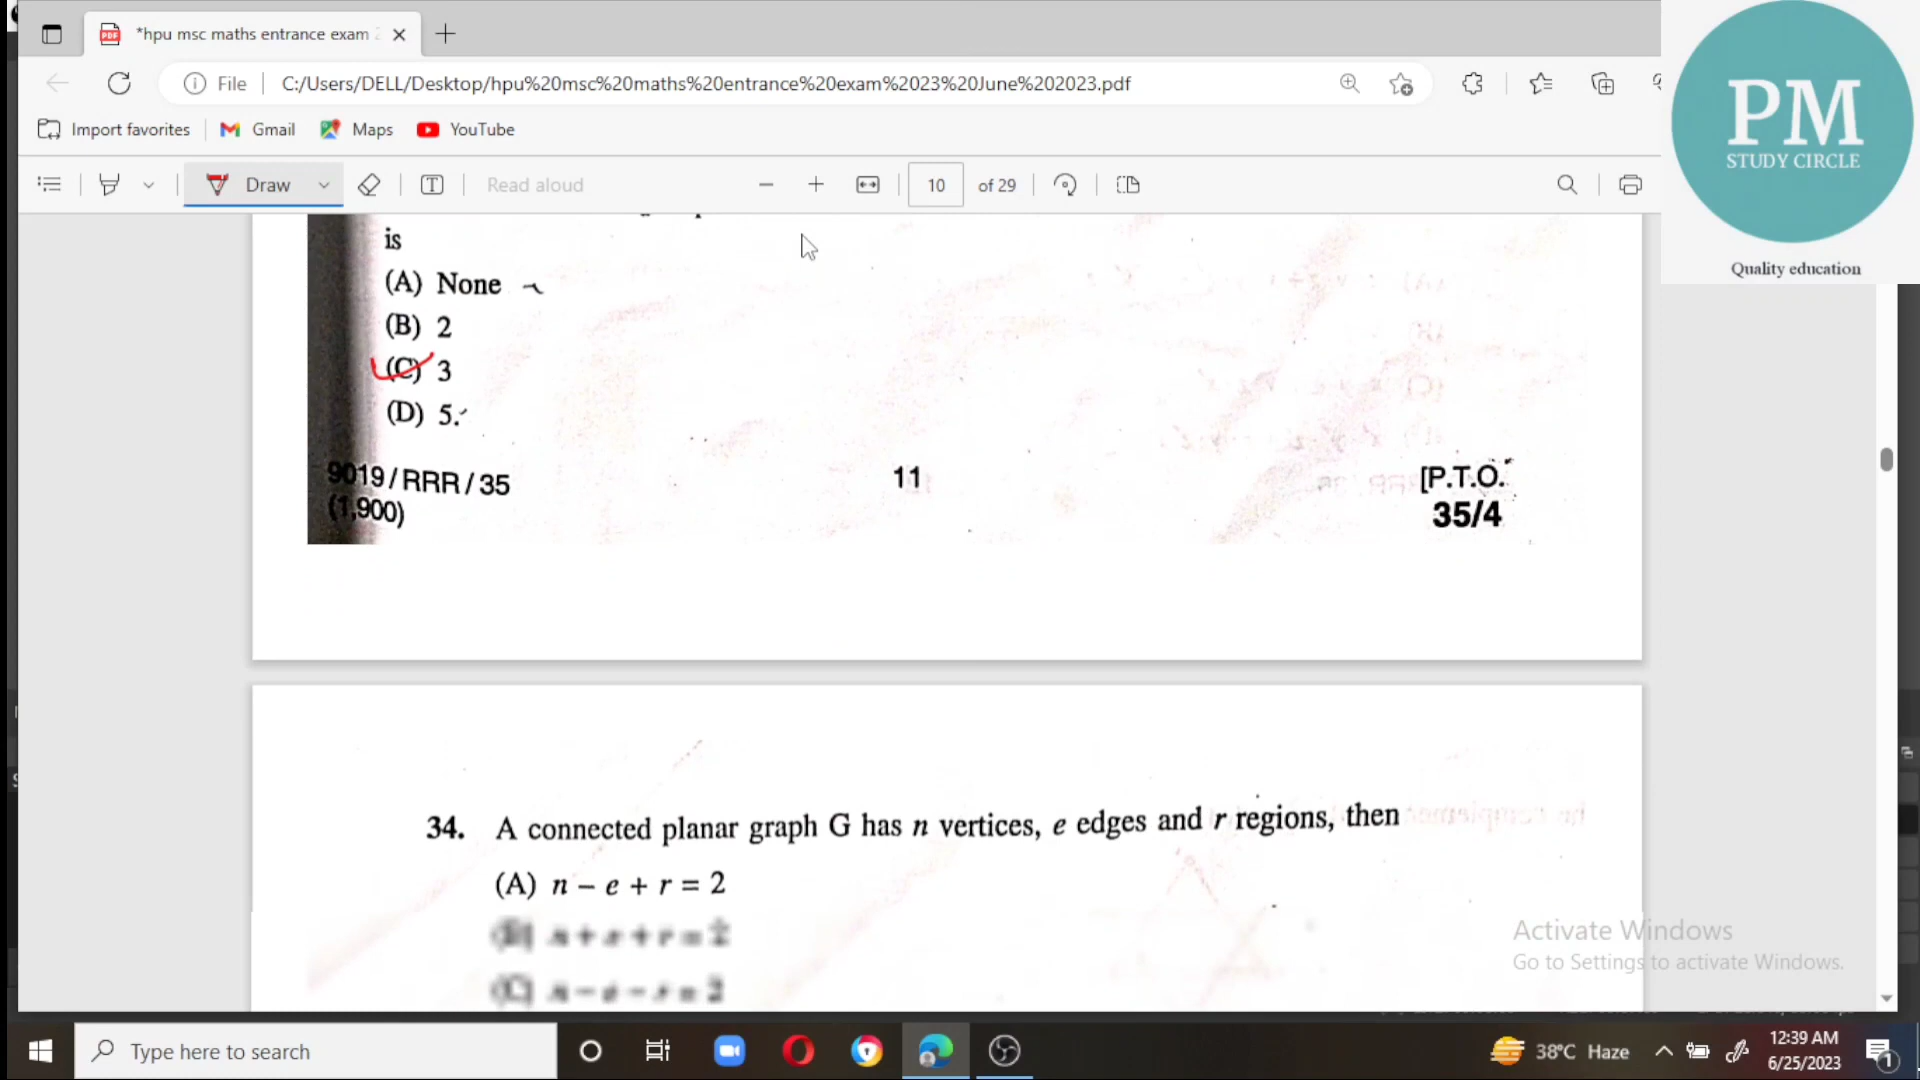 *hpu msc maths entrance exam 2
File
C:/Users/DELL/Desktop/hpu%20msc%20maths%20entrance%20exam%2023%20June%202023.pdf
Import favorites
Gmail
Maps
YouTube
Draw
Read aloud
10
of 29
PM
STUDY CIRCLE
Quality education
is
(A) None
(B) 2
(C) 3
(D) 5.
9019/RRR/35
11
[P.T.O.
(1,900)
35/4
34. A connected planar graph G has n vertices, e edges and r regions, then
(A) n – e + r = 2
(B) n + e + r = 2
(C) n – e – r = 2
Activate Windows
Go to Settings to activate Windows.
Type here to search
38°C Haze
12:39 AM
6/25/2023
1